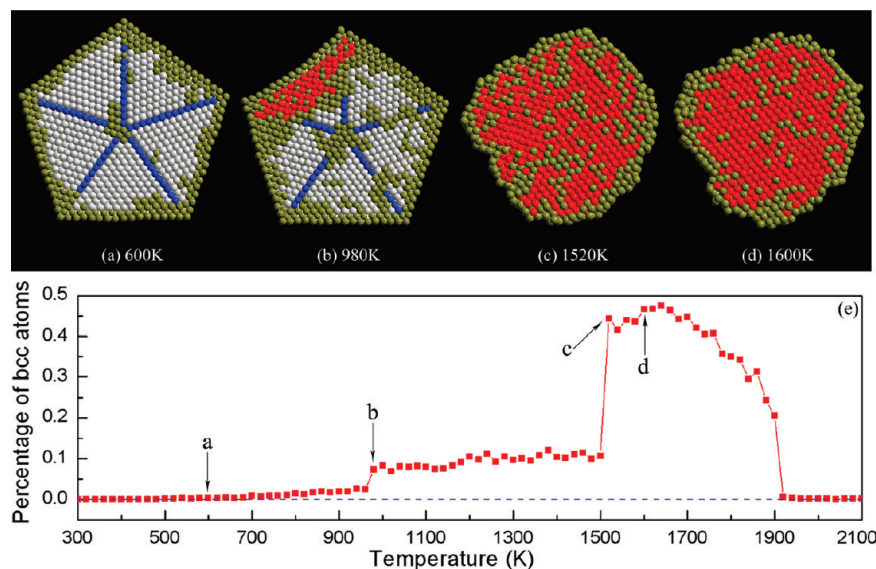 (a) 600K (b) 980K (c) 1520K (d) 1600K
(e)
Percentage of bcc atoms
0.5
0.4
0.3
0.2
0.1
0.0
a
b
c
d
300 500 700 900 1100 1300 1500 1700 1900 2100
Temperature (K)